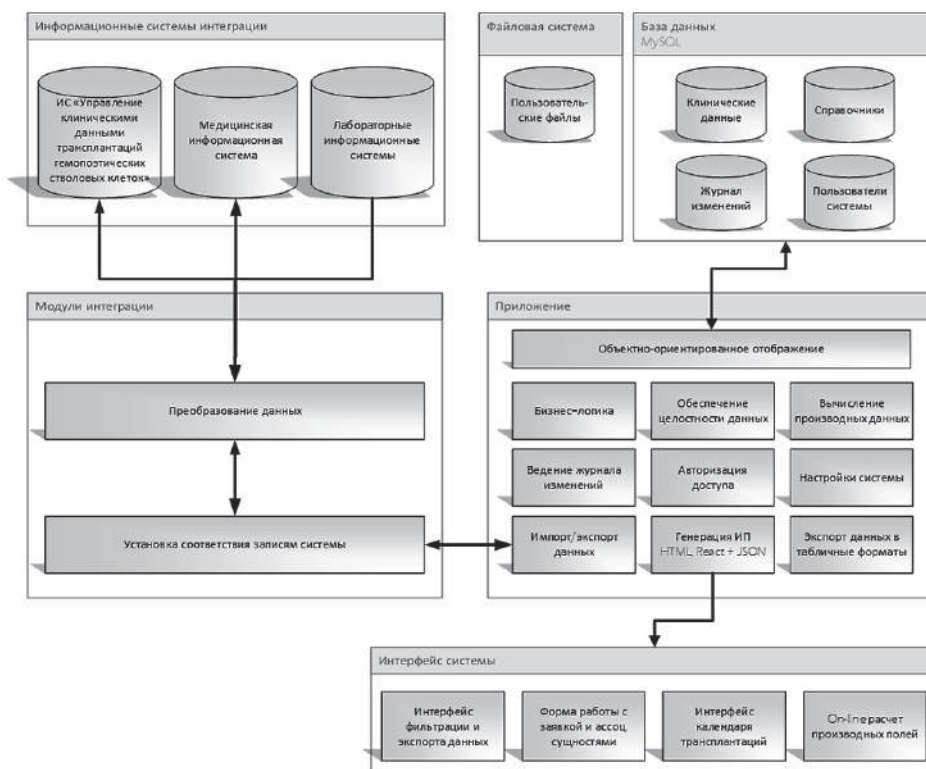 Информационные системы интеграции
ИС «Управление
клиническими
данными
трансплантаций
гемопоэтических
стволовых клеток»
Медицинская
информационная
система
Лабораторные
информационные
системы
Файловая система
Пользователь-
ские файлы
База данных
MySQL
Клинические
данные
Справочники
Журнал
изменений
Пользователи
системы
Модули интеграции
Преобразование данных
Установка соответствия записям системы
Приложение
Объектно-ориентированное отображение
Бизнес-логика
Обеспечение
целостности данных
Вычисление
производных данных
Ведение журнала
изменений
Авторизация
доступа
Настройки системы
Импорт/экспорт
данных
Генерация ИП
HTML, React + JSON
Экспорт данных в
табличные форматы
Интерфейс системы
Интерфейс
фильтрации и
экспорта данных
Форма работы с
заявкой и ассоц.
сущностями
Интерфейс
календаря
трансплантаций
On-line расчет
производных полей